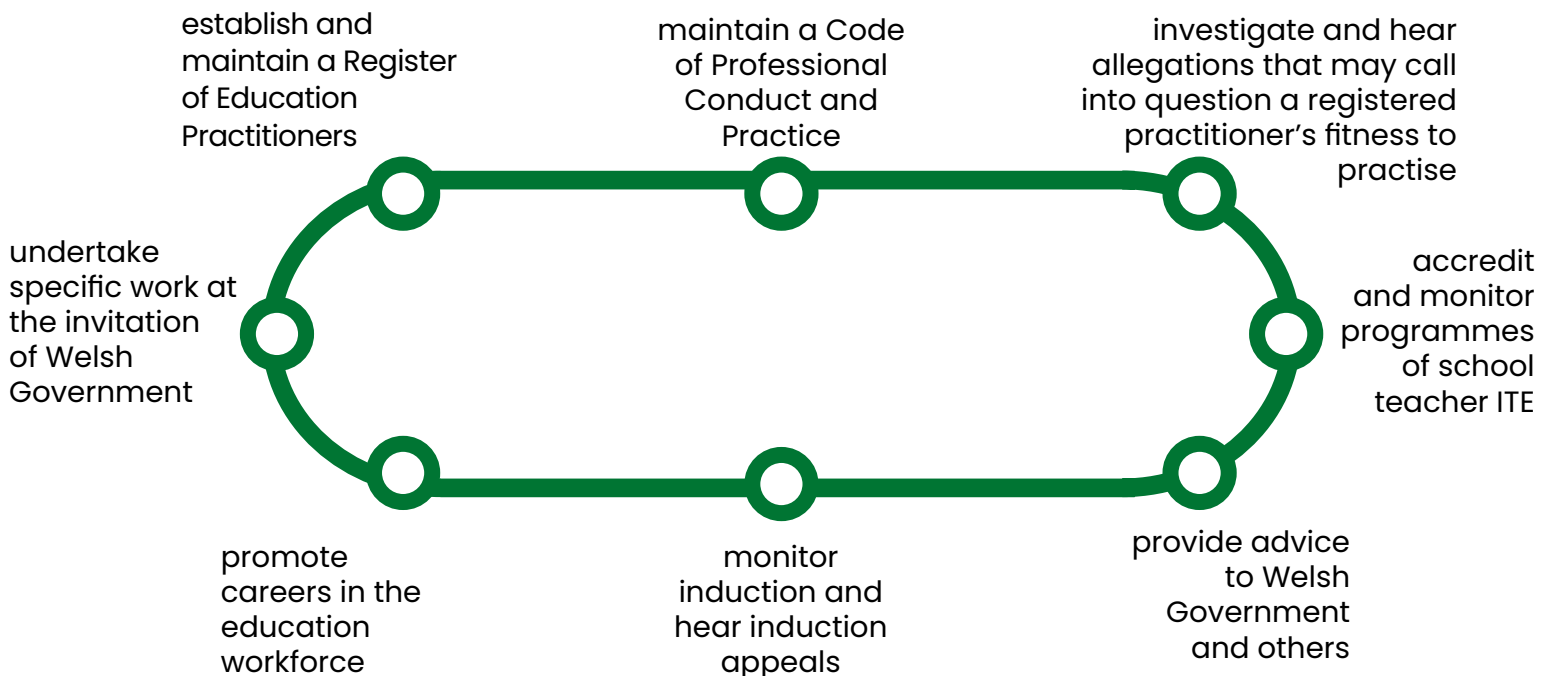 establish and
maintain a Register
of Education
Practitioners
maintain a Code
of Professional
Conduct and
Practice
investigate and hear
allegations that may call
into question a registered
practitioner’s fitness to
practise
accredit
and monitor
programmes
of school
teacher ITE
provide advice
to Welsh
Government
and others
monitor
induction and
hear induction
appeals
promote
careers in the
education
workforce
undertake
specific work at
the invitation
of Welsh
Government